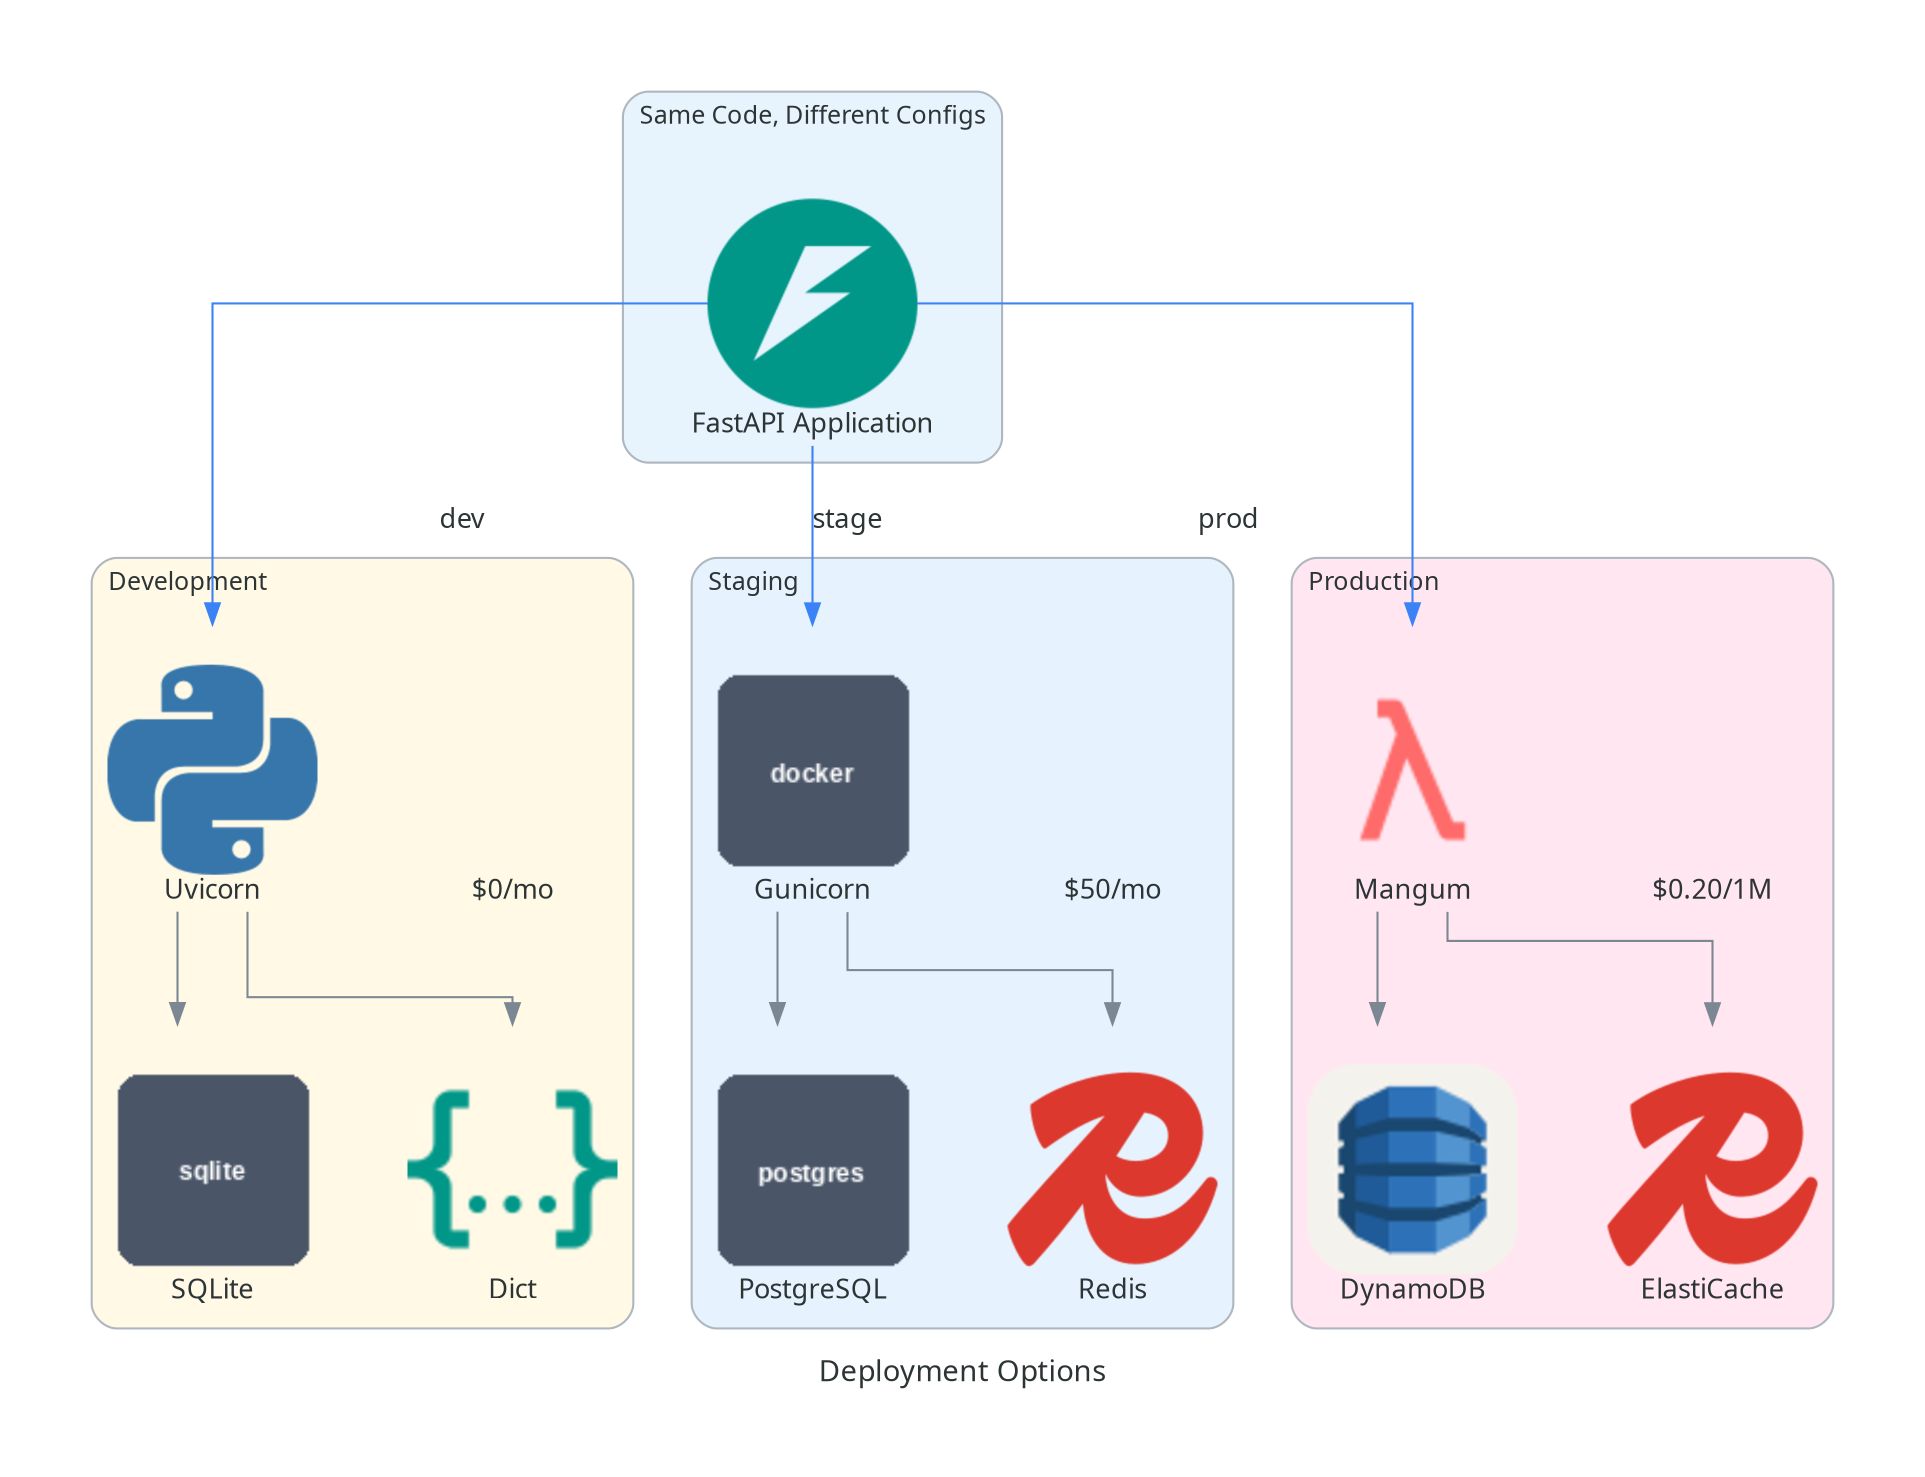 Same Code, Different Configs
FastAPI Application
dev
stage
prod
Development
Uvicorn
$0/mo
sqlite
SQLite
{...}
Dict
Staging
docker
Gunicorn
$50/mo
postgres
PostgreSQL
Redis
Production
λ
Mangum
$0.20/1M
DynamoDB
ElastiCache
Deployment Options